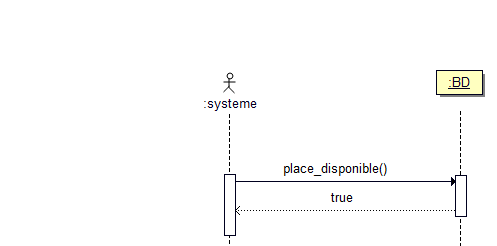 :systeme
:BD
place_disponible()
true